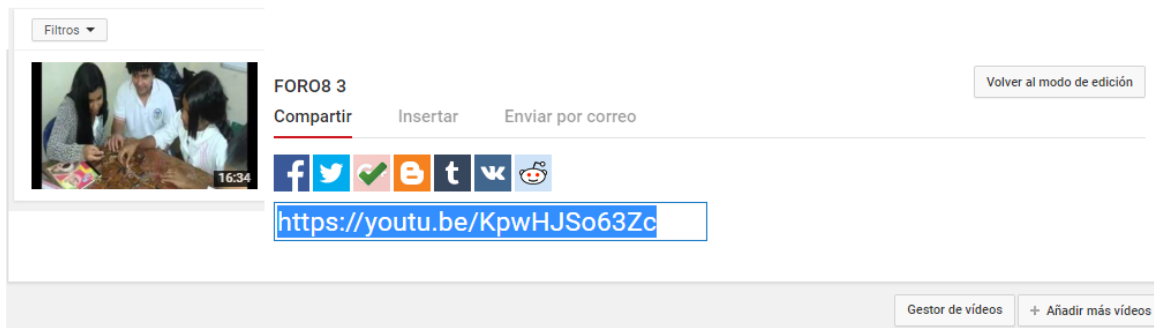 Filtros
16:34
FORO8 3
Volver al modo de edición
Compartir Insertar Enviar por correo
f B t
https://youtu.be/KpwHJSo63Zc
Gestor de vídeos + Añadir más vídeos